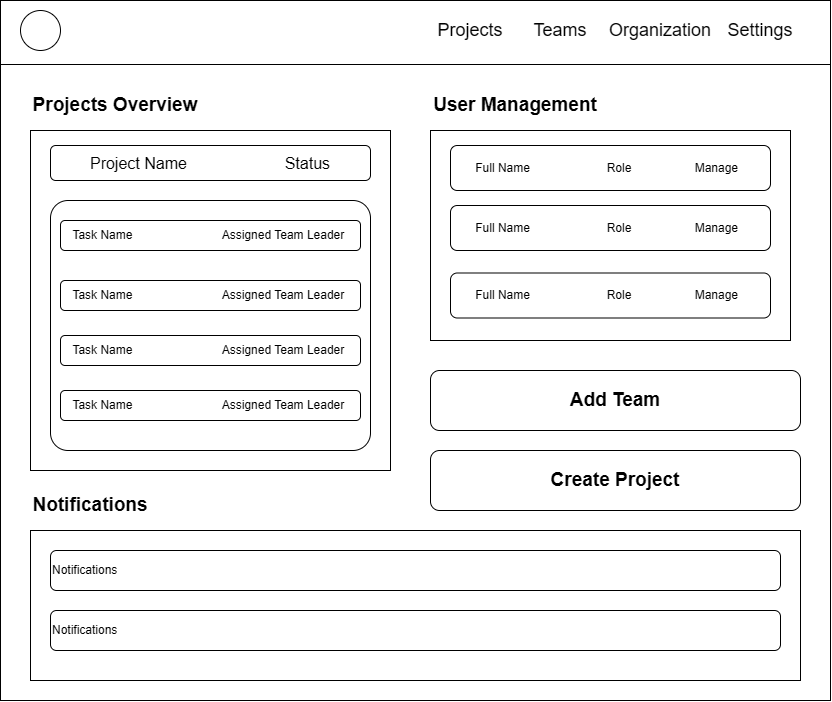 Projects Teams Organization Settings
Projects Overview
Project Name Status
Task Name Assigned Team Leader
Task Name Assigned Team Leader
Task Name Assigned Team Leader
Task Name Assigned Team Leader
User Management
Full Name Role Manage
Full Name Role Manage
Full Name Role Manage
Add Team
Create Project
Notifications
Notifications
Notifications